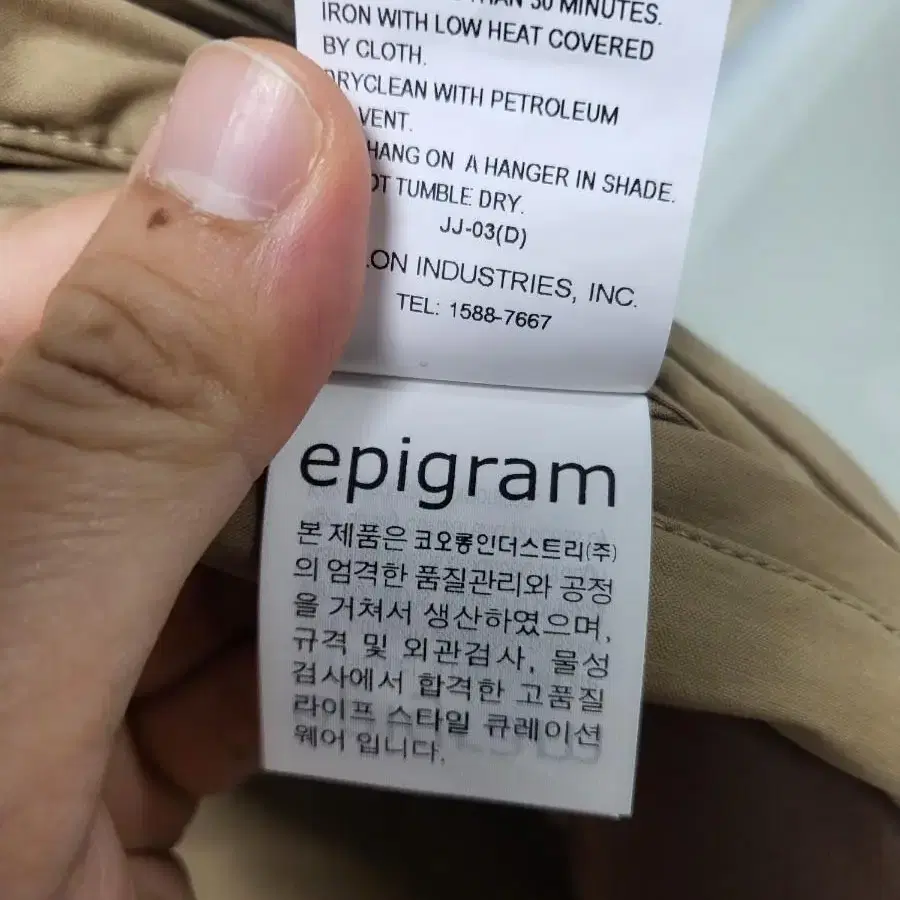 THAN 30 MINUTES.
IRON WITH LOW HEAT COVERED
BY CLOTH.
DRYCLEAN WITH PETROLEUM
VENT.
HANG ON A HANGER IN SHADE.
OT TUMBLE DRY.
JJ-03(D)
LON INDUSTRIES, INC.
TEL: 1588-7667
epigram
본 제품은 코오롱인더스트리(주)
의 엄격한 품질관리와 공정
을 거쳐서 생산하였으며,
규격 및 외관검사, 물성
검사에서 합격한 고품질
라이프 스타일 큐레이션
웨어 입니다.